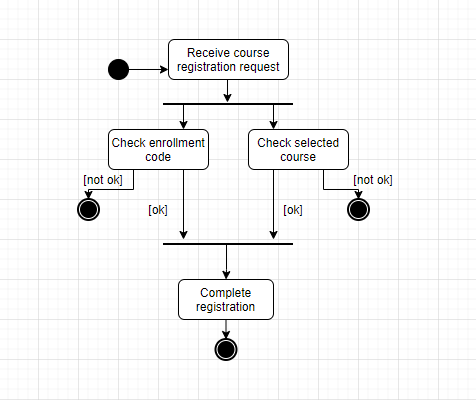 Receive course
registration request
Check enrollment
code
Check selected
course
[not ok]
[not ok]
[ok]
[ok]
Complete
registration